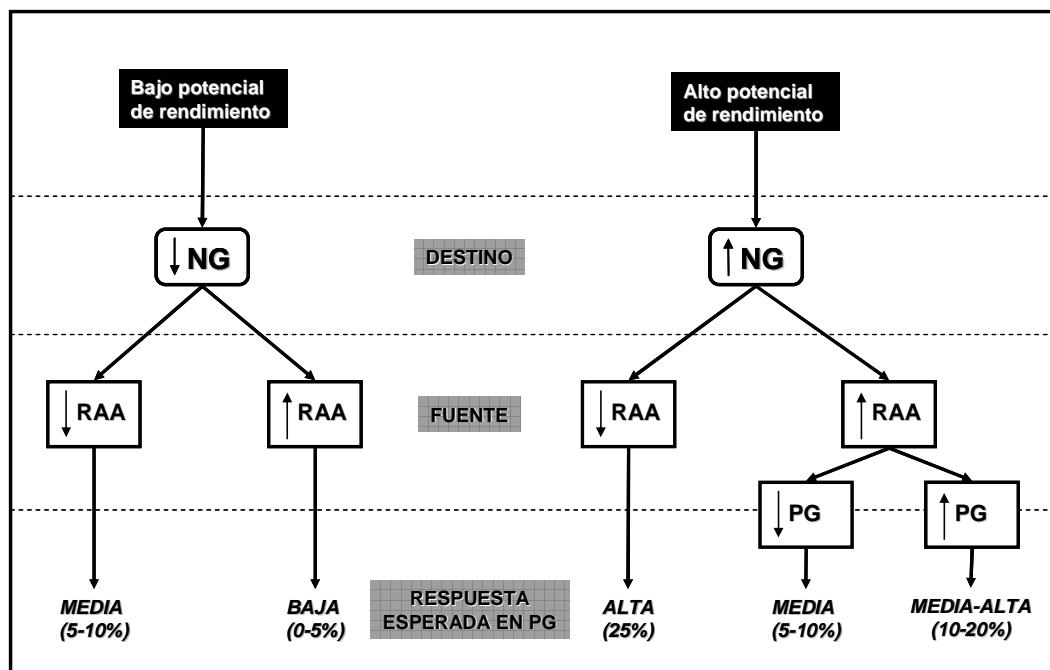 Bajo potencial
de rendimiento
Alto potencial
de rendimiento
↓ NG
DESTINO
↑ NG
↓ RAA
↑ RAA
FUENTE
↓ RAA
↑ RAA
↓ PG
↑ PG
MEDIA
(5-10%)
BAJA
(0-5%)
RESPUESTA
ESPERADA EN PG
ALTA
(25%)
MEDIA
(5-10%)
MEDIA-ALTA
(10-20%)